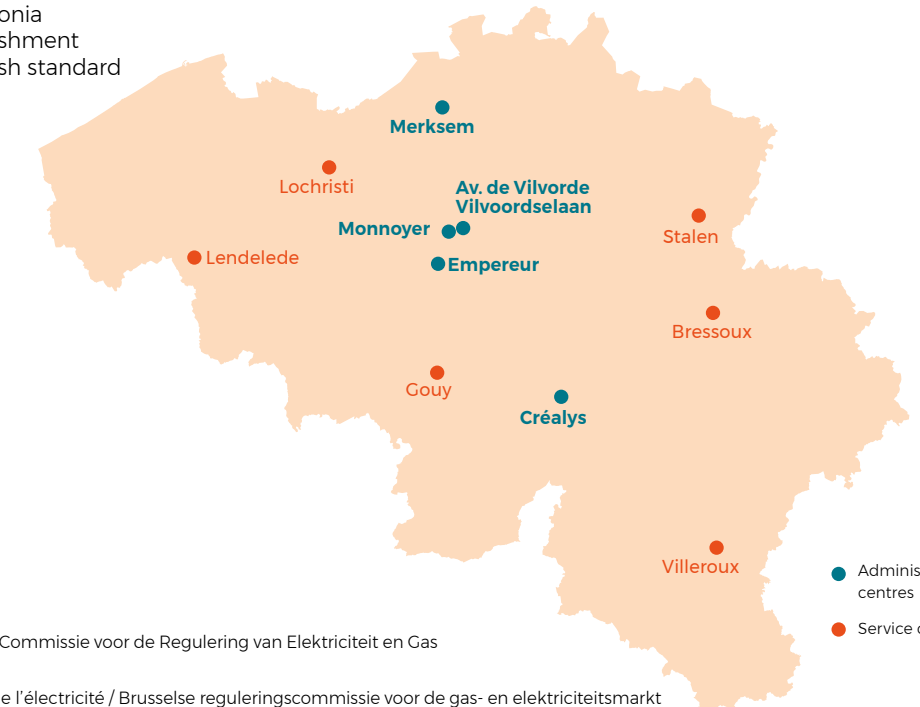 onia
shment
sh standard
Merksem
Lochristi
Av. de Vilvorde
Vilvoordselaan
Monnoyer
Stalen
Lendelede
Empereur
Bressoux
Gouy
Créalys
Villeroux
Adminis
centres
Service c
Commissie voor de Regulering van Elektriciteit en Gas
e l'électricité / Brusselse reguleringscommissie voor de gas- en elektriciteitsmarkt